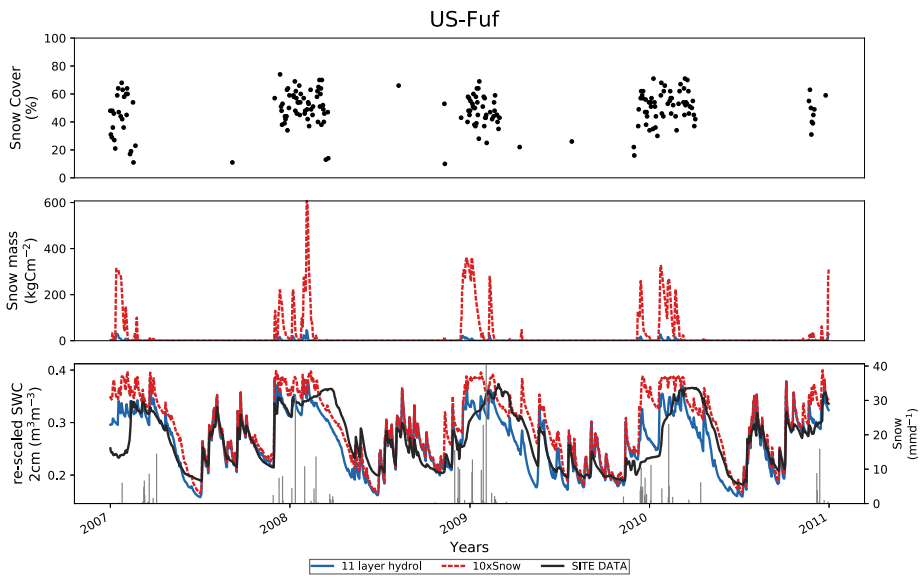 US-Fuf
Snow Cover
(%)
100
80
60
40
20
0
Snow mass
(kgCm⁻²)
600
400
200
0
re-scaled SWC
2cm (m³m⁻³)
0.4
0.3
0.2
40
30
20
10
0
Snow
(mmd⁻¹)
2007
2008
2009
2010
2011
Years
11 layer hydrol
10xSnow
SITE DATA